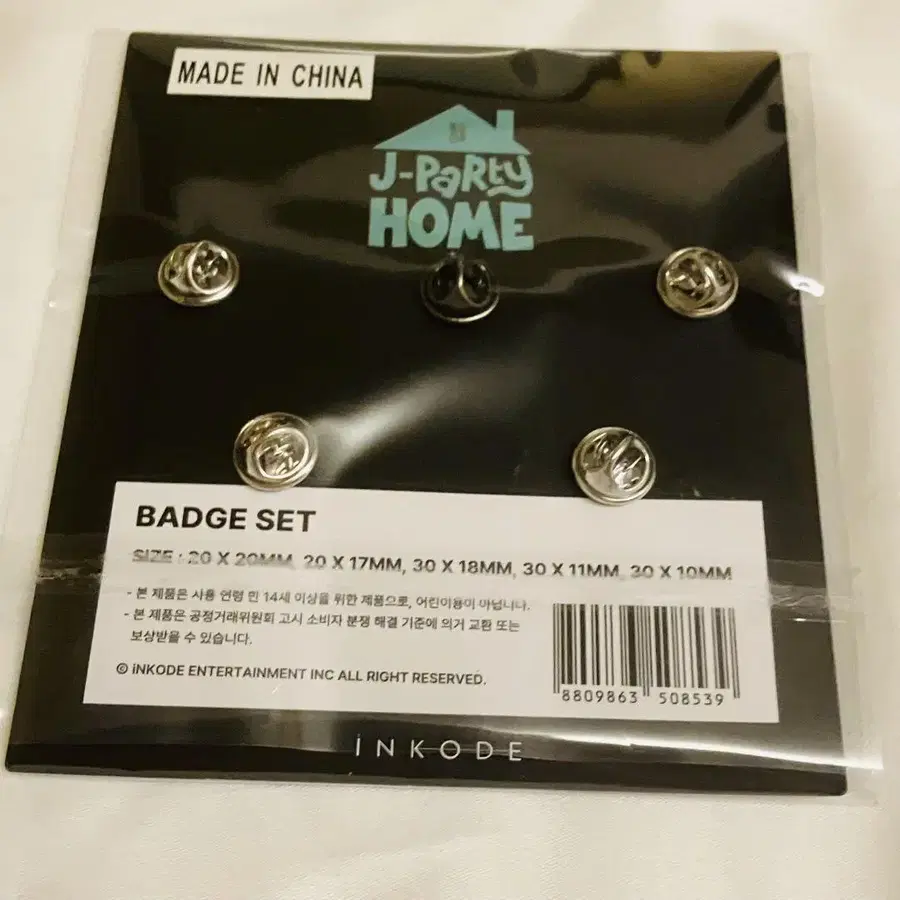 MADE IN CHINA
J-PARTY
HOME
BADGE SET
SIZE : 20 X 20MM, 20 X 17MM, 30 X 18MM, 30 X 11MM, 30 X 10MM
- 본 제품은 사용 연령 만 14세 이상을 위한 제품으로, 어린이용이 아닙니다.
- 본 제품은 공정거래위원회 고시 소비자 분쟁 해결 기준에 의거 교환 또는
보상받을 수 있습니다.
© iNKODE ENTERTAINMENT INC ALL RIGHT RESERVED.
8809863 508539
iNKODE